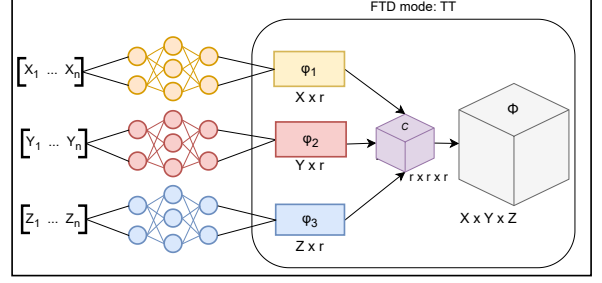 FTD mode: TT
[X₁ ... Xₙ]
φ₁
X x r
[Y₁ ... Yₙ]
φ₂
Y x r
[Z₁ ... Zₙ]
φ₃
Z x r
C
r x r x r
Φ
X x Y x Z